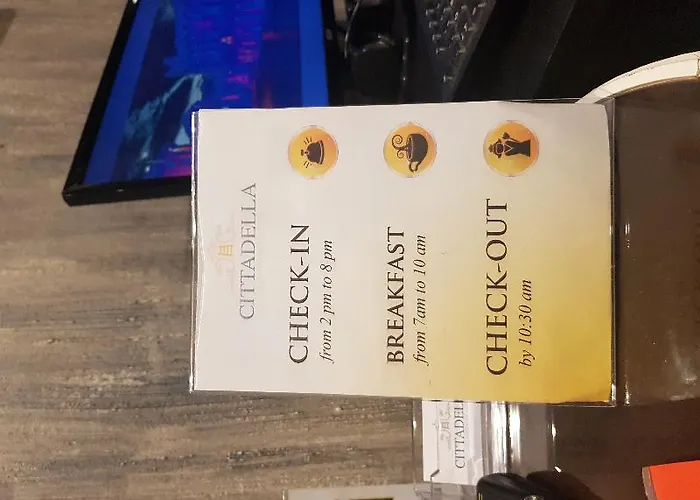 CITTADELLA
CHECK-IN
from 2 pm to 8 pm
BREAKFAST
from 7am to 10 am
CHECK-OUT
by 10:30 am
CITTADELL